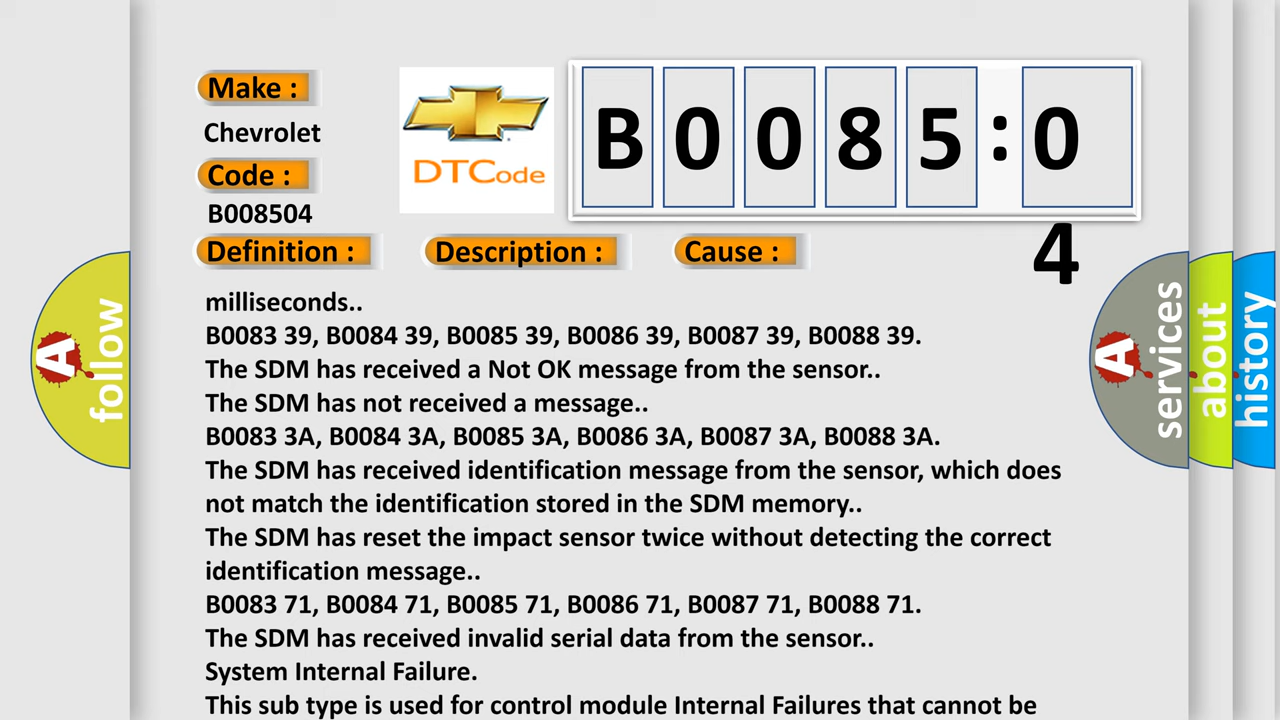 Make :
Chevrolet
Code :
B008504
DTCode
B0085:0
4
Definition :
Description :
Cause :
milliseconds..
B0083 39, B0084 39, B0085 39, B0086 39, B0087 39, B0088 39.
The SDM has received a Not OK message from the sensor..
The SDM has not received a message..
B0083 3A, B0084 3A, B0085 3A, B0086 3A, B0087 3A, B0088 3A.
The SDM has received identification message from the sensor, which does
not match the identification stored in the SDM memory..
The SDM has reset the impact sensor twice without detecting the correct
identification message..
B0083 71, B0084 71, B0085 71, B0086 71, B0087 71, B0088 71.
The SDM has received invalid serial data from the sensor..
System Internal Failure.
This sub type is used for control module Internal Failures that cannot be
A
follow
A
services
about
history